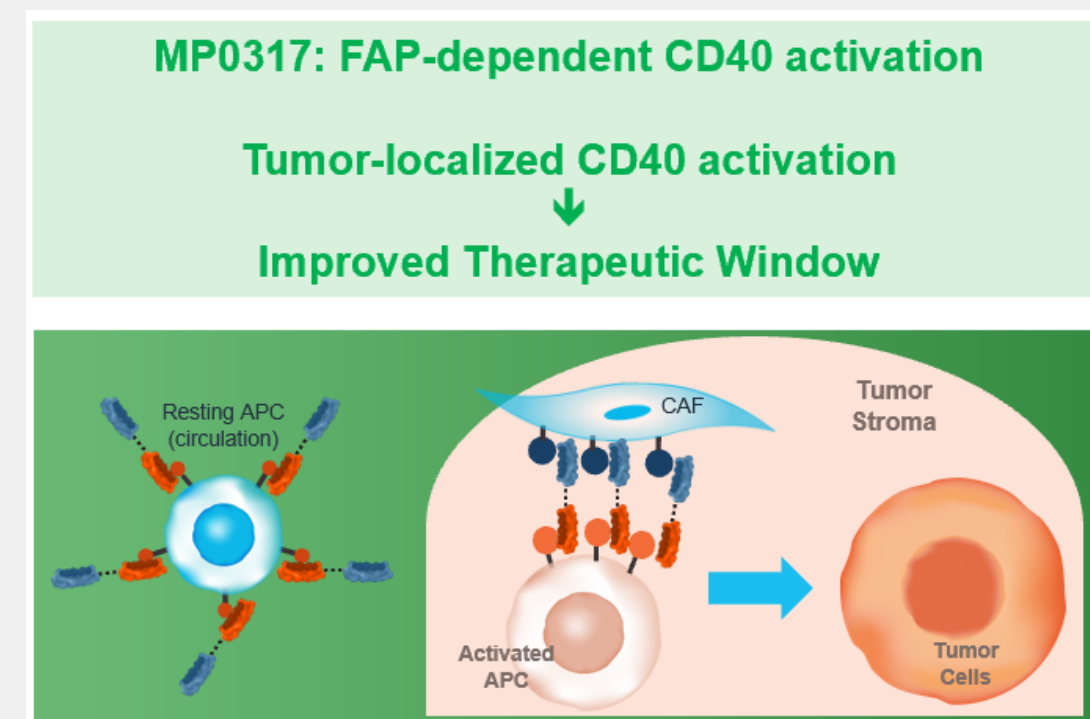 MP0317: FAP-dependent CD40 activation
Tumor-localized CD40 activation
Improved Therapeutic Window
Resting APC
(circulation)
CAF
Tumor
Stroma
Activated
APC
Tumor
Cells